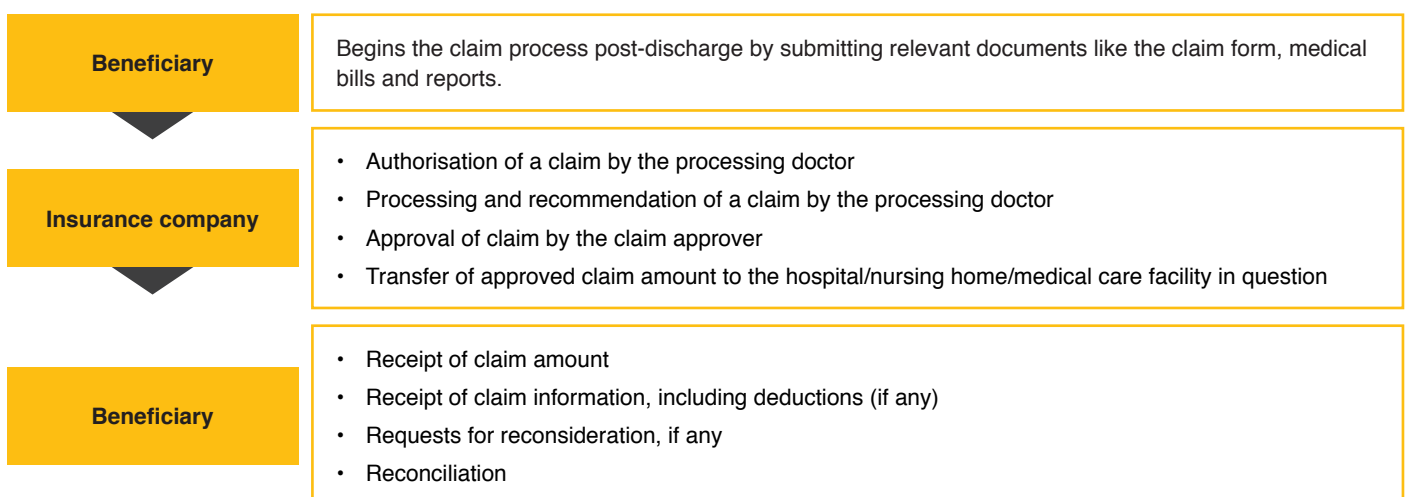 Beneficiary
Begins the claim process post-discharge by submitting relevant documents like the claim form, medical
bills and reports.
Insurance company
• Authorisation of a claim by the processing doctor
• Processing and recommendation of a claim by the processing doctor
• Approval of claim by the claim approver
• Transfer of approved claim amount to the hospital/nursing home/medical care facility in question
Beneficiary
• Receipt of claim amount
• Receipt of claim information, including deductions (if any)
• Requests for reconsideration, if any
• Reconciliation